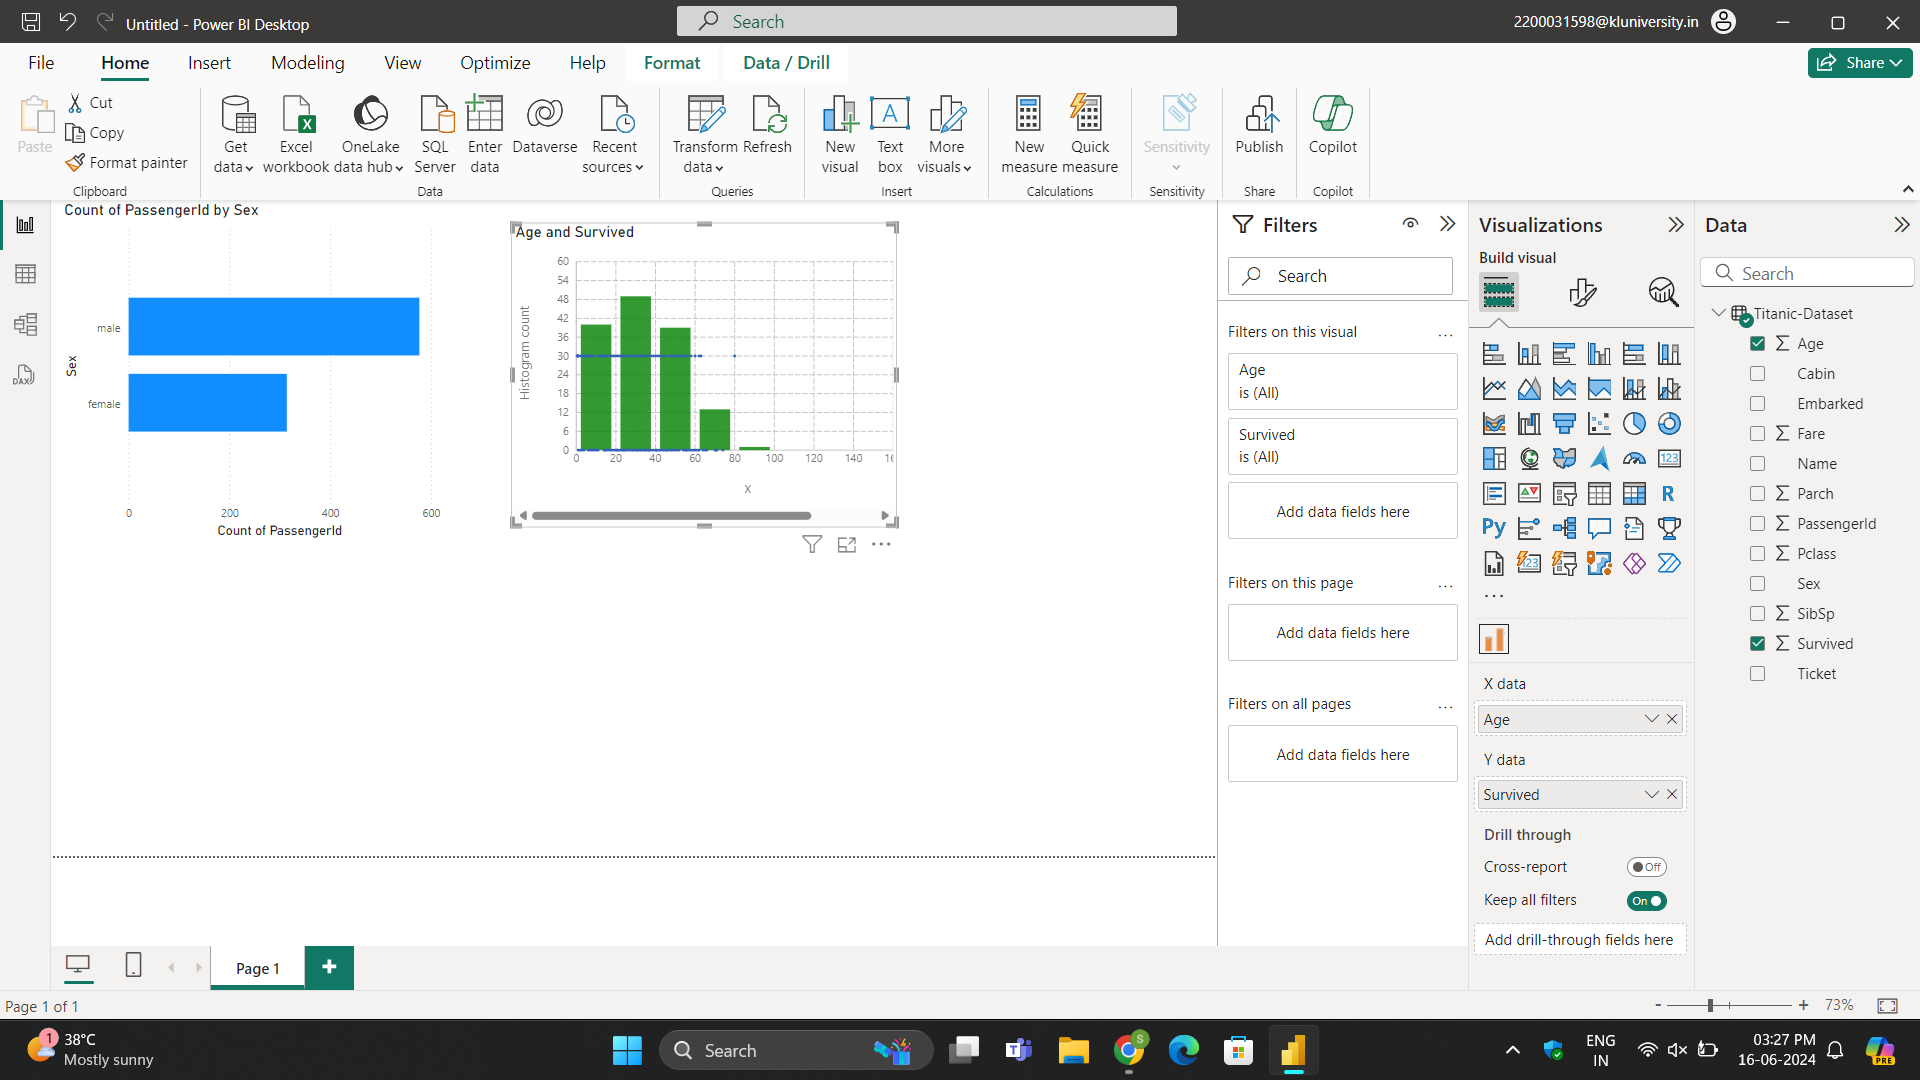 Untitled - Power BI Desktop
Search
2200031598@kluniversity.in
File
Home
Insert
Modeling
View
Optimize
Help
Format
Data / Drill
Share
Paste
Cut
Copy
Format painter
Clipboard
Get data
Excel workbook
OneLake data hub
SQL Server
Enter data
Dataverse
Recent sources
Data
Transform data
Refresh
Queries
New visual
Text box
More visuals
Insert
New measure
Quick measure
Calculations
Sensitivity
Sensitivity
Publish
Share
Copilot
Copilot
Count of PassengerId by Sex
Sex
male
female
0 200 400 600
Count of PassengerId
Age and Survived
Histogram count
60
54
48
42
36
30
24
18
12
6
0
0 20 40 60 80 100 120 140
X
Filters
Search
Filters on this visual
...
Age
is (All)
Survived
is (All)
Add data fields here
Filters on this page
...
Add data fields here
Filters on all pages
...
Add data fields here
Visualizations
Build visual
123
R
Py
123
...
X data
Age
Y data
Survived
Drill through
Cross-report
Off
Keep all filters
On
Add drill-through fields here
Data
Search
Titanic-Dataset
Age
Cabin
Embarked
Fare
Name
Parch
PassengerId
Pclass
Sex
SibSp
Survived
Ticket
DAX
Page 1
+
Page 1 of 1
- + 73%
1
38°C
Mostly sunny
Search
S
ENG
IN
03:27 PM
16-06-2024
PRE